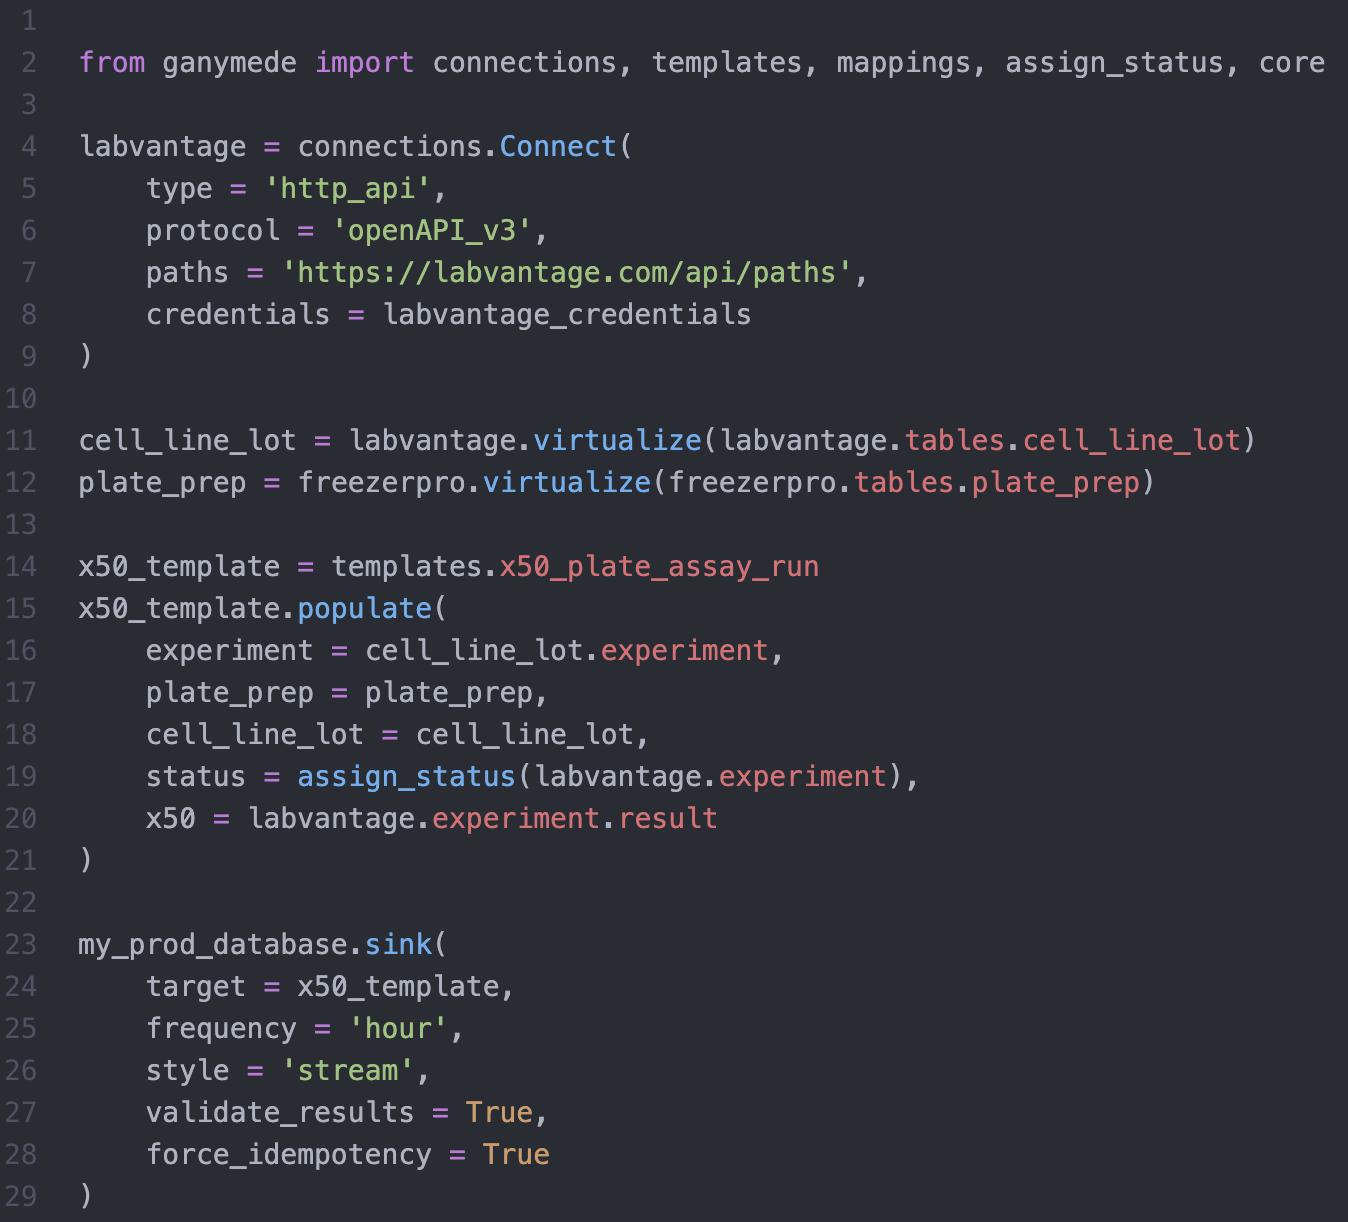 1
2 from ganymede import connections, templates, mappings, assign_status, core
3
4 labvantage = connections.Connect(
5     type = 'http_api',
6     protocol = 'openAPI_v3',
7     paths = 'https://labvantage.com/api/paths',
8     credentials = labvantage_credentials
9 )
10
11 cell_line_lot = labvantage.virtualize(labvantage.tables.cell_line_lot)
12 plate_prep = freezerpro.virtualize(freezerpro.tables.plate_prep)
13
14 x50_template = templates.x50_plate_assay_run
15 x50_template.populate(
16     experiment = cell_line_lot.experiment,
17     plate_prep = plate_prep,
18     cell_line_lot = cell_line_lot,
19     status = assign_status(labvantage.experiment),
20     x50 = labvantage.experiment.result
21 )
22
23 my_prod_database.sink(
24     target = x50_template,
25     frequency = 'hour',
26     style = 'stream',
27     validate_results = True,
28     force_idempotency = True
29 )